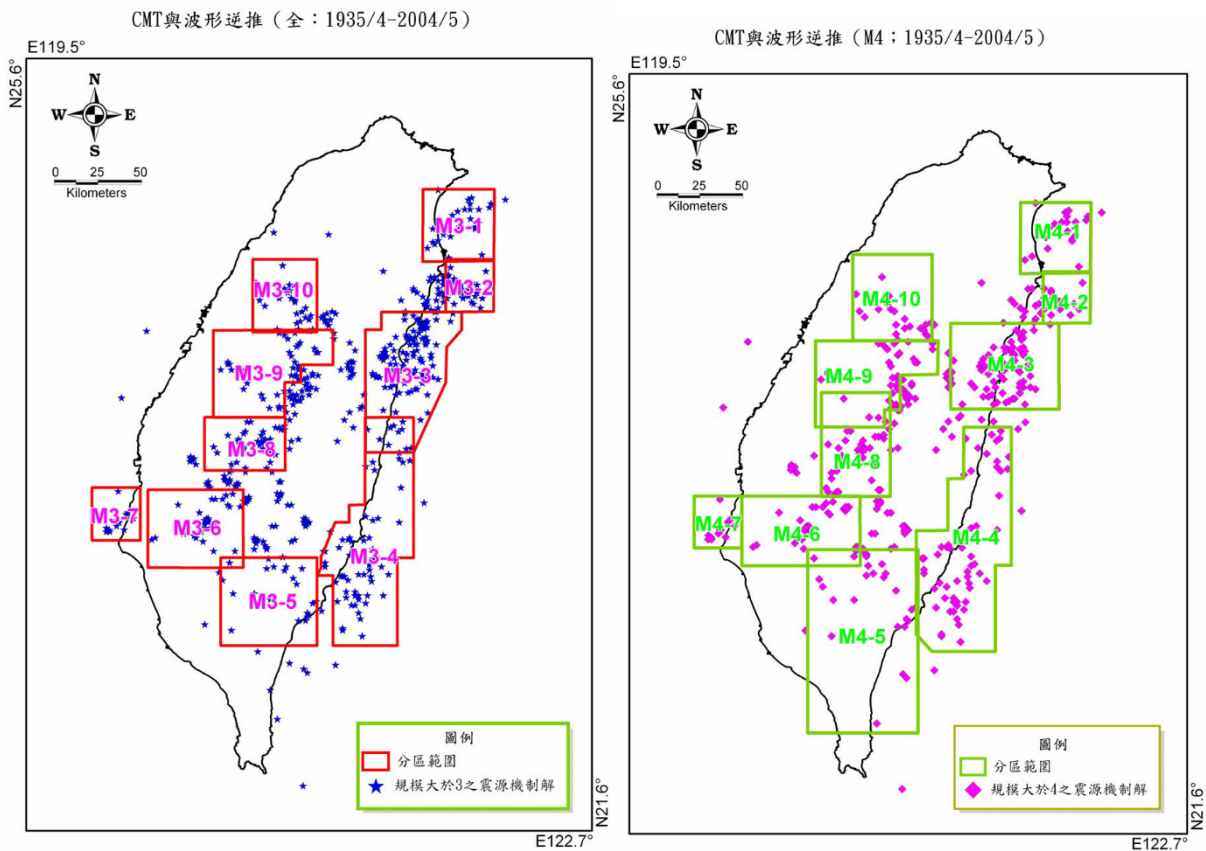 CMT與波形逆推(全:1935/4-2004/5)
E119.5°
N25.6°
N
W
E
S
0 25 50
Kilometers
M3-1
M3-2
M3-10
M3-3
M3-9
M3-8
M3-7
M3-6
M3-4
M3-5
圖例
分區範圍
規模大於3之震源機制解
N21.6°
E122.7°
CMT與波形逆推(M4;1935/4-2004/5)
E119.5°
N25.6°
N
W
E
S
0 25 50
Kilometers
M4-1
M4-2
M4-10
M4-3
M4-9
M4-8
M4-7
M4-6
M4-4
M4-5
圖例
分區範圍
規模大於4之震源機制解
N21.6°
E122.7°